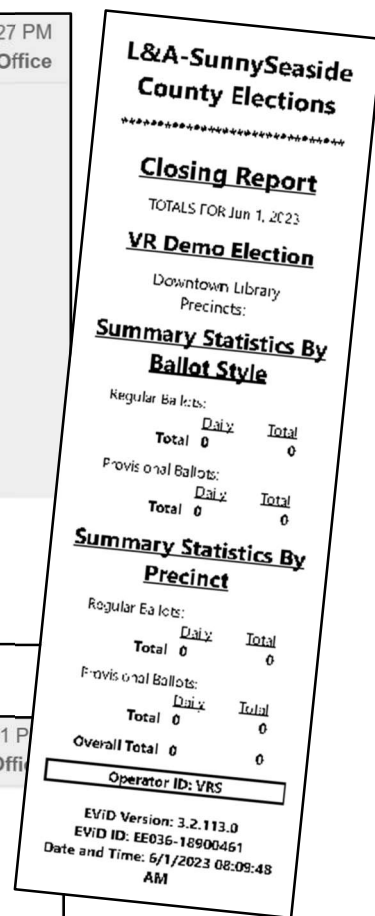 27 PM
Office
L&A-SunnySeaside
County Elections
******************************
Closing Report
TOTALS FOR Jun 1, 2023
VR Demo Election
Downtown Library
Precincts:
Summary Statistics By
Ballot Style
Regular Ballots:
Daily Total
Total 0 0
Provisional Ballots:
Daily Total
Total 0 0
Summary Statistics By
Precinct
Regular Ballots:
Daily Total
Total 0 0
Provisional Ballots:
Daily Total
Total 0 0
Overall Total 0 0
Operator ID: VRS
EViD Version: 3.2.113.0
EViD ID: EE036-18900461
Date and Time: 6/1/2023 08:09:48
AM
1 P
Offi